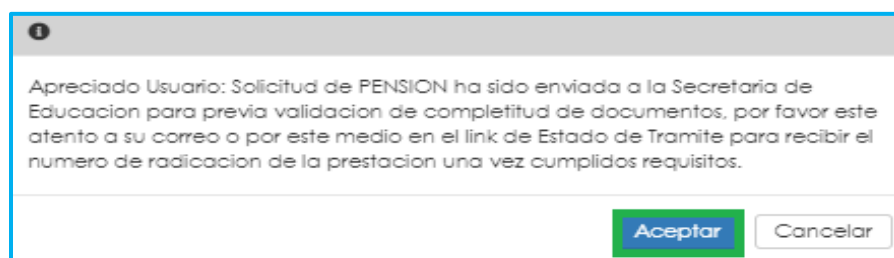 Apreciado Usuario: Solicitud de PENSION ha sido enviada a la Secretaria de
Educacion para previa validacion de completitud de documentos, por favor este
atento a su correo o por este medio en el link de Estado de Tramite para recibir el
numero de radicacion de la prestacion una vez cumplidos requisitos.
Aceptar Cancelar